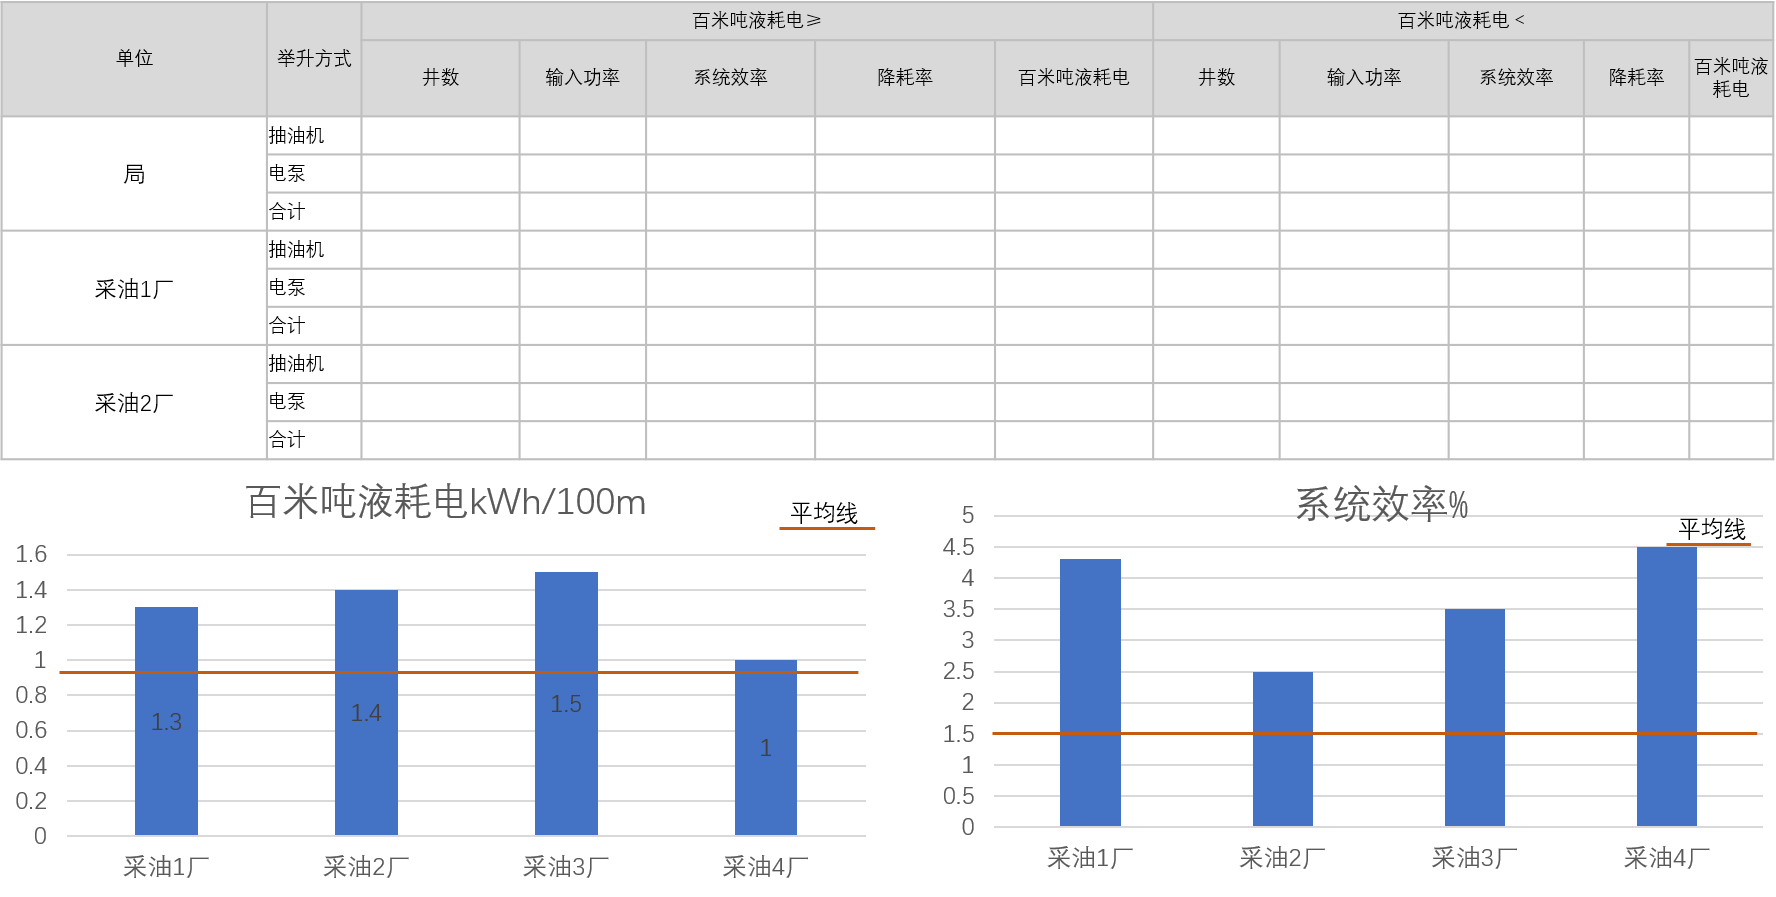 单位 举升方式 百米吨液耗电≥ 百米吨液耗电 <
井数 输入功率 系统效率 降耗率 百米吨液耗电 井数 输入功率 系统效率 降耗率 百米吨液
耗电
局 抽油机
电泵
合计
采油1厂 抽油机
电泵
合计
采油2厂 抽油机
电泵
合计
百米吨液耗电kWh/100m
平均线
1.6
1.4
1.2
1
0.8
0.6
0.4
0.2
0
1.3
1.4
1.5
1
采油1厂 采油2厂 采油3厂 采油4厂
系统效率%
平均线
5
4.5
4
3.5
3
2.5
2
1.5
1
0.5
0
采油1厂 采油2厂 采油3厂 采油4厂